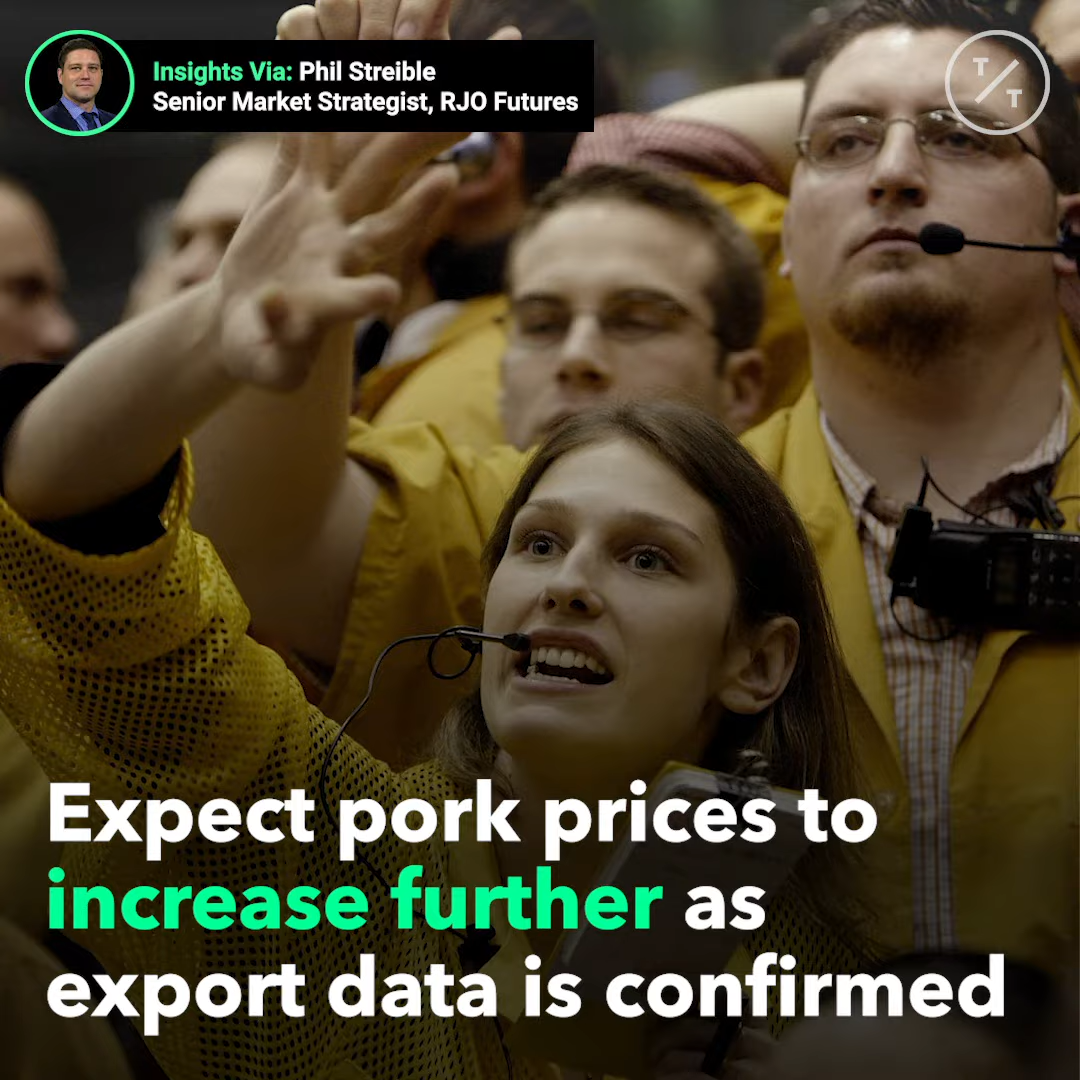 Insights Via: Phil Streible
Senior Market Strategist, RJO Futures
T/T
Expect pork prices to
increase further as
export data is confirmed